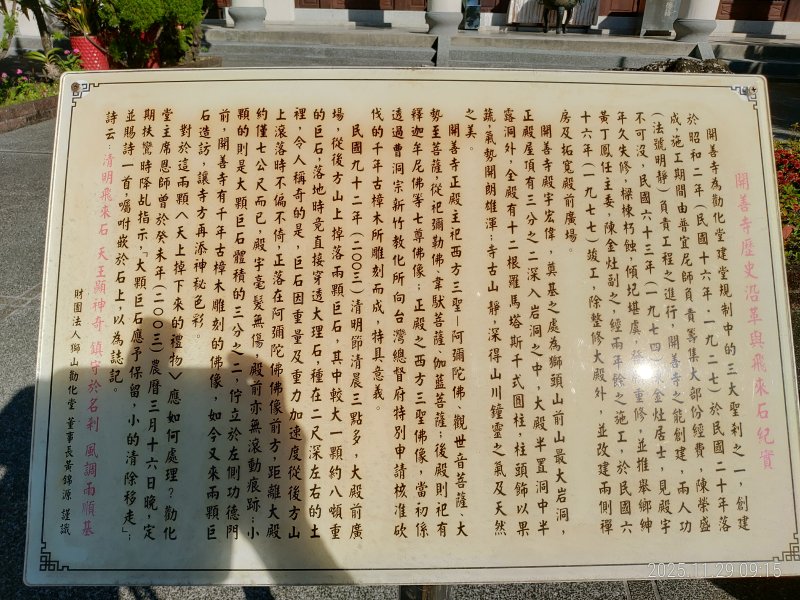 開善寺歷史沿革與飛來石紀實
開善寺為勸化堂建堂規制中的三大聖刹之一，創建
於昭和二年（民國十六年，一九二七）於民國二十年落
成，施工期間由普宜尼師負責籌集大部份經費，陳榮盛
（法號明靜）負責工程之進行，開善寺之能創建，兩人功
不可沒。民國六十三年（一九七四）陳金灶居士，見殿宇
年久失修，樑棟朽蝕，傾圮堪虞，重修，並推舉鄉紳
黃丁鳳任主委，陳金灶副之，經兩年餘之施工，於民國六
十六年（一九七七）竣工，除整修大殿外，並改建兩側禪
房及拓寬殿前廣場。
開善寺殿宇宏偉，奠基之處為獅頭山前山最大岩洞，
正殿屋頂有三分之二深入岩洞之中，大殿半置洞中半
露洞外，全殿有十二根羅馬塔斯千式圓柱，柱頭飾以果
蔬，氣勢開朗雄渾；寺古山靜，深得山川鐘靈之氣及天然
之美。
開善寺正殿主祀西方三聖－阿彌陀佛、觀世音菩薩、大
勢至菩薩，從祀彌勒佛、韋馱菩薩、伽藍菩薩；後殿則祀有
釋迦牟尼佛等七尊佛像；正殿之西方三聖佛像，當初係
透過曹洞宗新竹教化所向台灣總督府特別申請核准砍
伐的千年古樟木所雕刻而成，特具意義。
民國九十二年（二００三）清明節清晨三點多，大殿前廣
場，從後方山上掉落兩顆巨石，其中較大一顆約八噸重
的巨石，落地時竟直接穿透大理石，種在二尺深左右的土
裡，令人稱奇的是，巨石因重量及重力加速度從後方山
上滾落時不偏不倚，正落在阿彌陀佛佛像前方，距離大殿
約僅七公尺而已，殿宇毫髮無傷，殿前亦無滾動痕跡；小
顆的則是大顆巨石體積的三分之二，佇立於左側功德門
前，開善寺有千年古樟木雕刻的佛像，如今又來兩顆巨
石造訪，讓寺方再添神秘色彩。
對於這兩顆〈天上掉下來的禮物〉應如何處理？勸化
堂主席恩師曾於癸未年（二００三）農曆三月十六日晚，定
期扶鸞時降乩指示，「大顆巨石應予保留，小的清除移走」；
並賜詩一首囑咐嵌於石上，以為誌記。
詩云：清明飛來石 天王顯神奇 鎮守於名刹 風調雨順基
財團法人獅山勸化堂 董事長黃錦源 謹識
2025.11.29 09:15